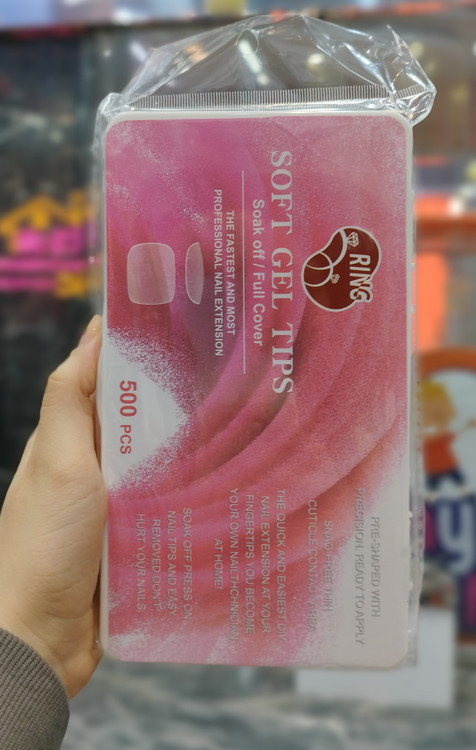 RING
SOFT GEL TIPS
Soak off / Full Cover
THE FASTEST AND MOST
PROFESSIONAL NAIL EXTENSION
500 PCS
PRE-SHAPED WITH
PRECISION, READY TO APPLY
CUTICLE CONTACT AREA
THE QUICK AND EASIEST DIY
NAIL EXTENSION AT YOUR
FINGERTIPS YOU BECOME
YOUR OWN NAILTHCHNICIAN
AT HOME!
SOAK OFF PRESS ON
NAIL TIPS AND EASY
REMOVED DON'T
HURT YOUR NAILS!